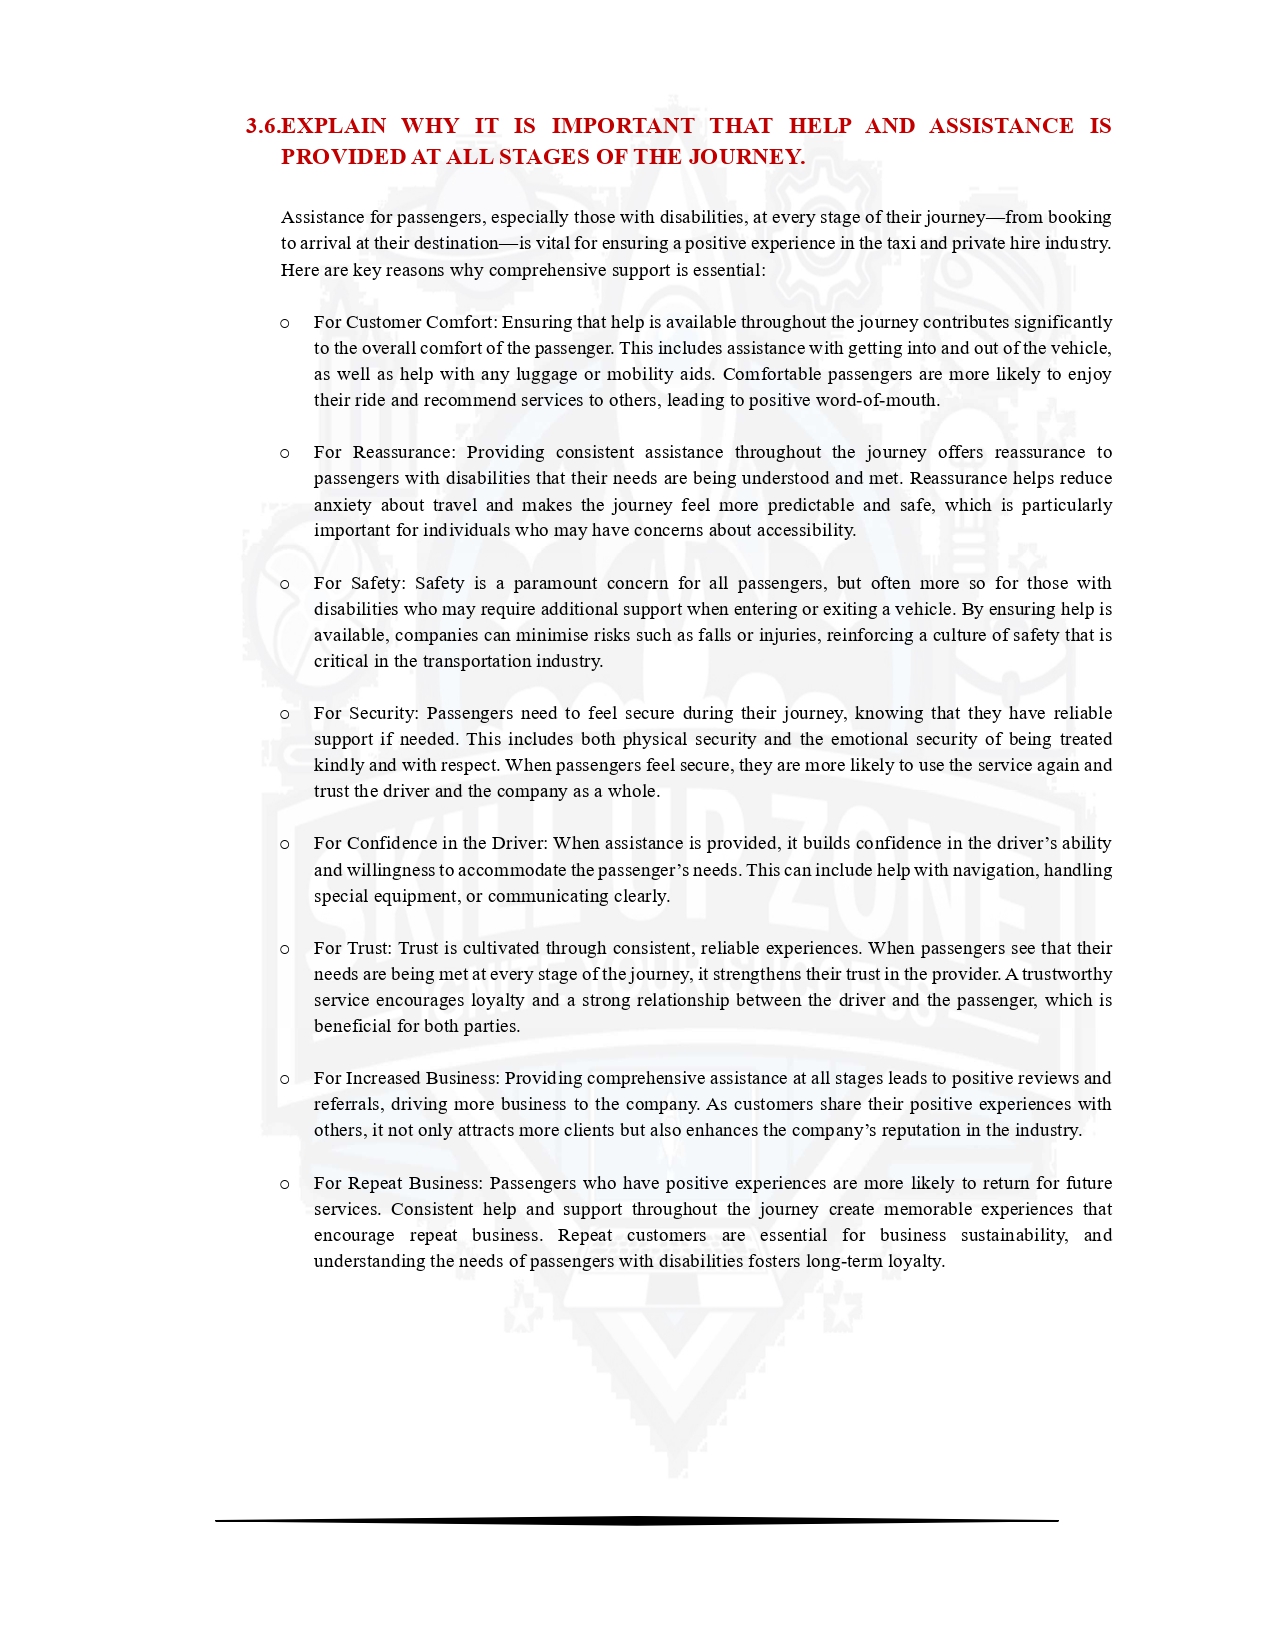 3.6.EXPLAIN WHY IT IS IMPORTANT THAT HELP AND ASSISTANCE IS
PROVIDED AT ALL STAGES OF THE JOURNEY.
Assistance for passengers, especially those with disabilities, at every stage of their journey—from booking
to arrival at their destination—is vital for ensuring a positive experience in the taxi and private hire industry.
Here are key reasons why comprehensive support is essential:
o For Customer Comfort: Ensuring that help is available throughout the journey contributes significantly
to the overall comfort of the passenger. This includes assistance with getting into and out of the vehicle,
as well as help with any luggage or mobility aids. Comfortable passengers are more likely to enjoy
their ride and recommend services to others, leading to positive word-of-mouth.
o For Reassurance: Providing consistent assistance throughout the journey offers reassurance to
passengers with disabilities that their needs are being understood and met. Reassurance helps reduce
anxiety about travel and makes the journey feel more predictable and safe, which is particularly
important for individuals who may have concerns about accessibility.
o For Safety: Safety is a paramount concern for all passengers, but often more so for those with
disabilities who may require additional support when entering or exiting a vehicle. By ensuring help is
available, companies can minimise risks such as falls or injuries, reinforcing a culture of safety that is
critical in the transportation industry.
o For Security: Passengers need to feel secure during their journey, knowing that they have reliable
support if needed. This includes both physical security and the emotional security of being treated
kindly and with respect. When passengers feel secure, they are more likely to use the service again and
trust the driver and the company as a whole.
o For Confidence in the Driver: When assistance is provided, it builds confidence in the driver’s ability
and willingness to accommodate the passenger’s needs. This can include help with navigation, handling
special equipment, or communicating clearly.
o For Trust: Trust is cultivated through consistent, reliable experiences. When passengers see that their
needs are being met at every stage of the journey, it strengthens their trust in the provider. A trustworthy
service encourages loyalty and a strong relationship between the driver and the passenger, which is
beneficial for both parties.
o For Increased Business: Providing comprehensive assistance at all stages leads to positive reviews and
referrals, driving more business to the company. As customers share their positive experiences with
others, it not only attracts more clients but also enhances the company’s reputation in the industry.
o For Repeat Business: Passengers who have positive experiences are more likely to return for future
services. Consistent help and support throughout the journey create memorable experiences that
encourage repeat business. Repeat customers are essential for business sustainability, and
understanding the needs of passengers with disabilities fosters long-term loyalty.
SKILL UP ZONE
IGNITE YOUR SUCCESS